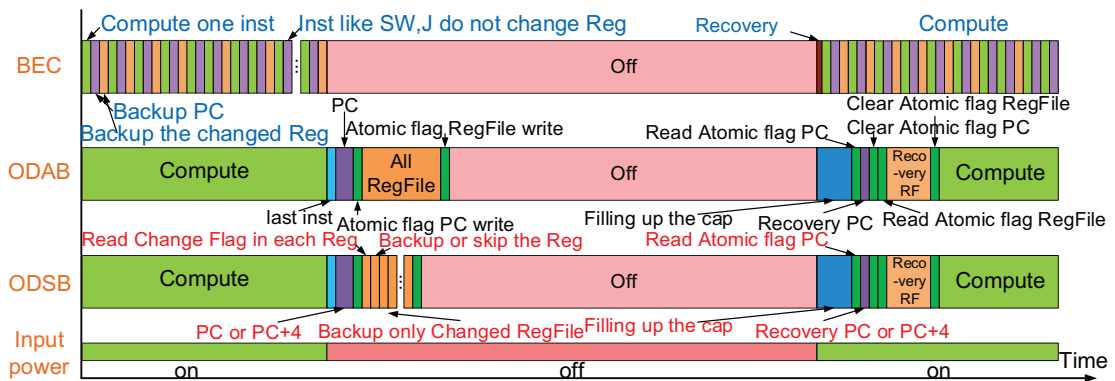 Compute one inst
Inst like SW,J do not change Reg
Recovery
Compute
BEC
Off
Backup PC
Backup the changed Reg
PC
Atomic flag RegFile write
Clear Atomic flag RegFile
Read Atomic flag PC
Clear Atomic flag PC
ODAB
Compute
All
RegFile
Off
Reco
-very
RF
Compute
last inst
Atomic flag PC write
Filling up the cap
Recovery PC
Read Atomic flag RegFile
Read Change Flag in each Reg
Backup or skip the Reg
Read Atomic flag PC
ODSB
Compute
Off
Reco
-very
RF
Compute
PC or PC+4
Backup only Changed RegFile
Filling up the cap
Recovery PC or PC+4
Input
power
on
off
on
Time